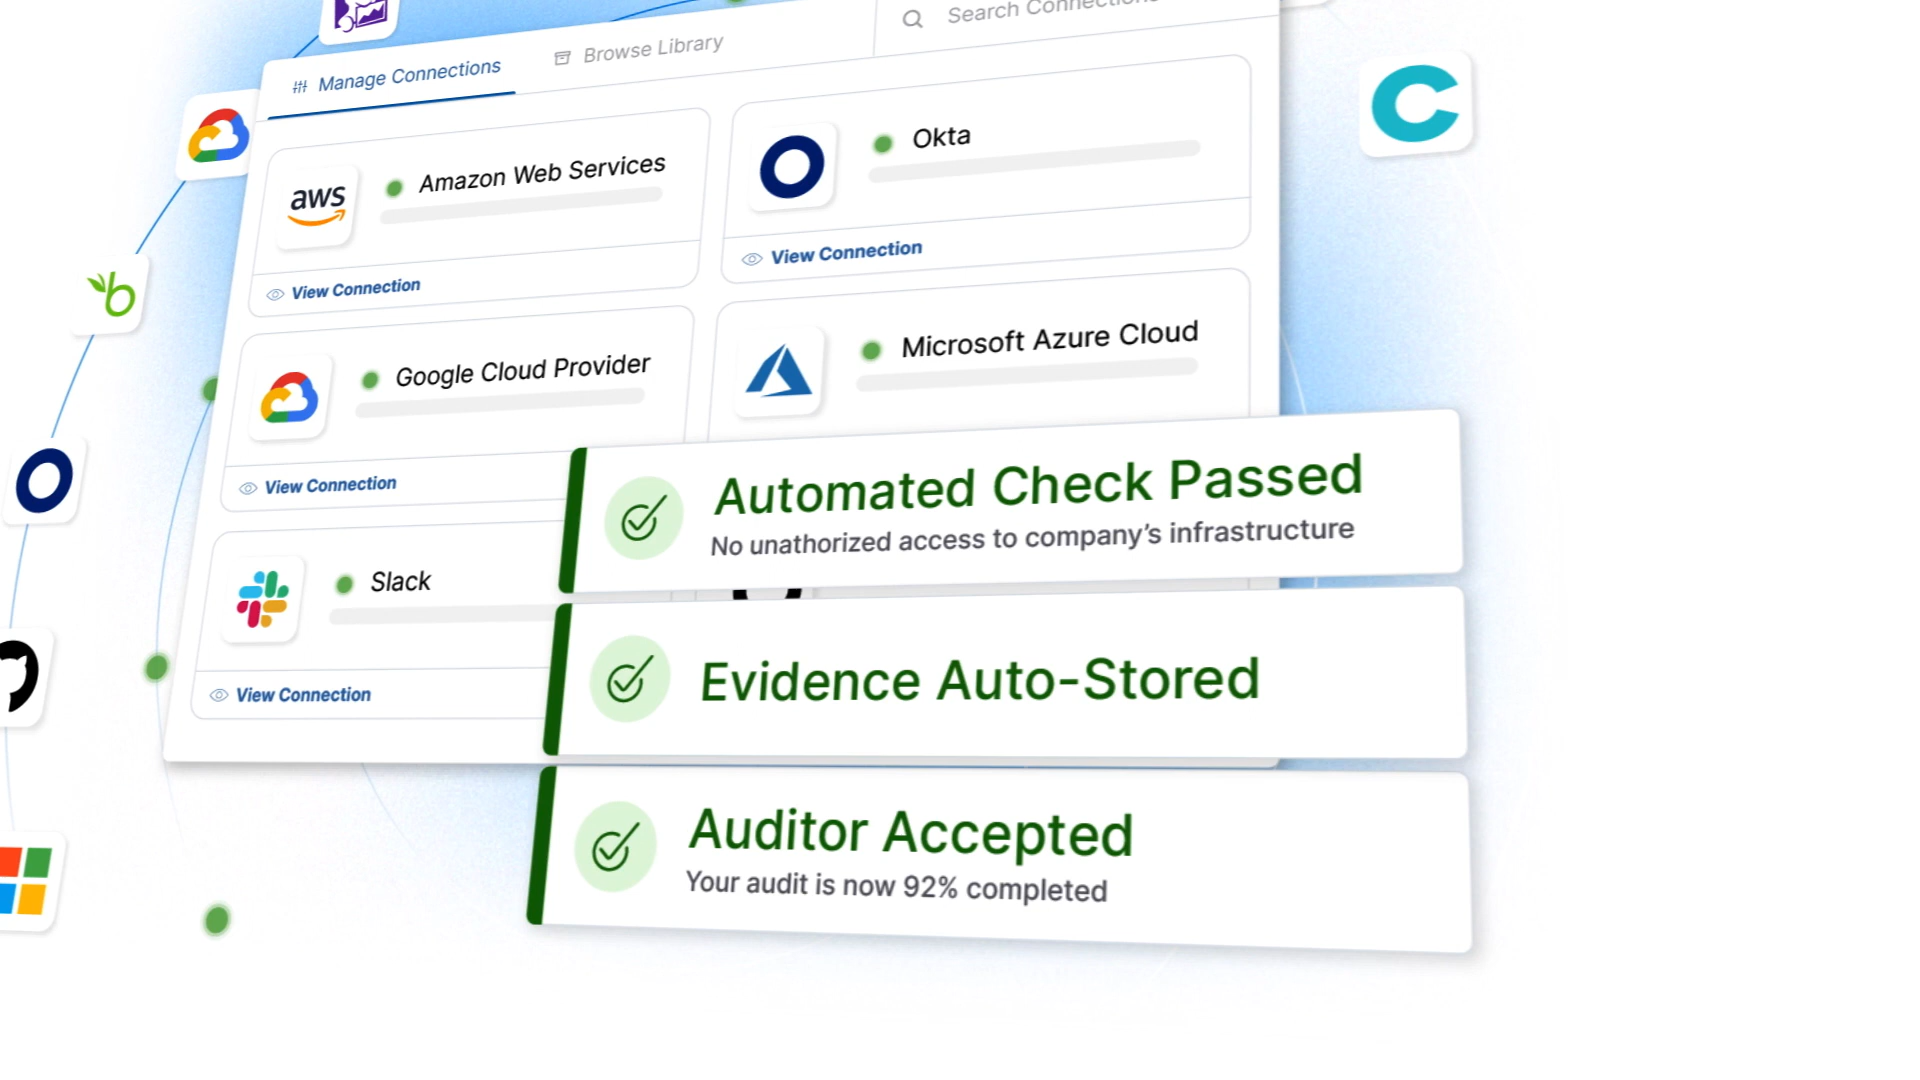 Manage Connections
Browse Library
Search Connections
aws
Amazon Web Services
View Connection
Okta
View Connection
Google Cloud Provider
View Connection
Microsoft Azure Cloud
Slack
View Connection
Automated Check Passed
No unathorized access to company’s infrastructure
Evidence Auto-Stored
Auditor Accepted
Your audit is now 92% completed